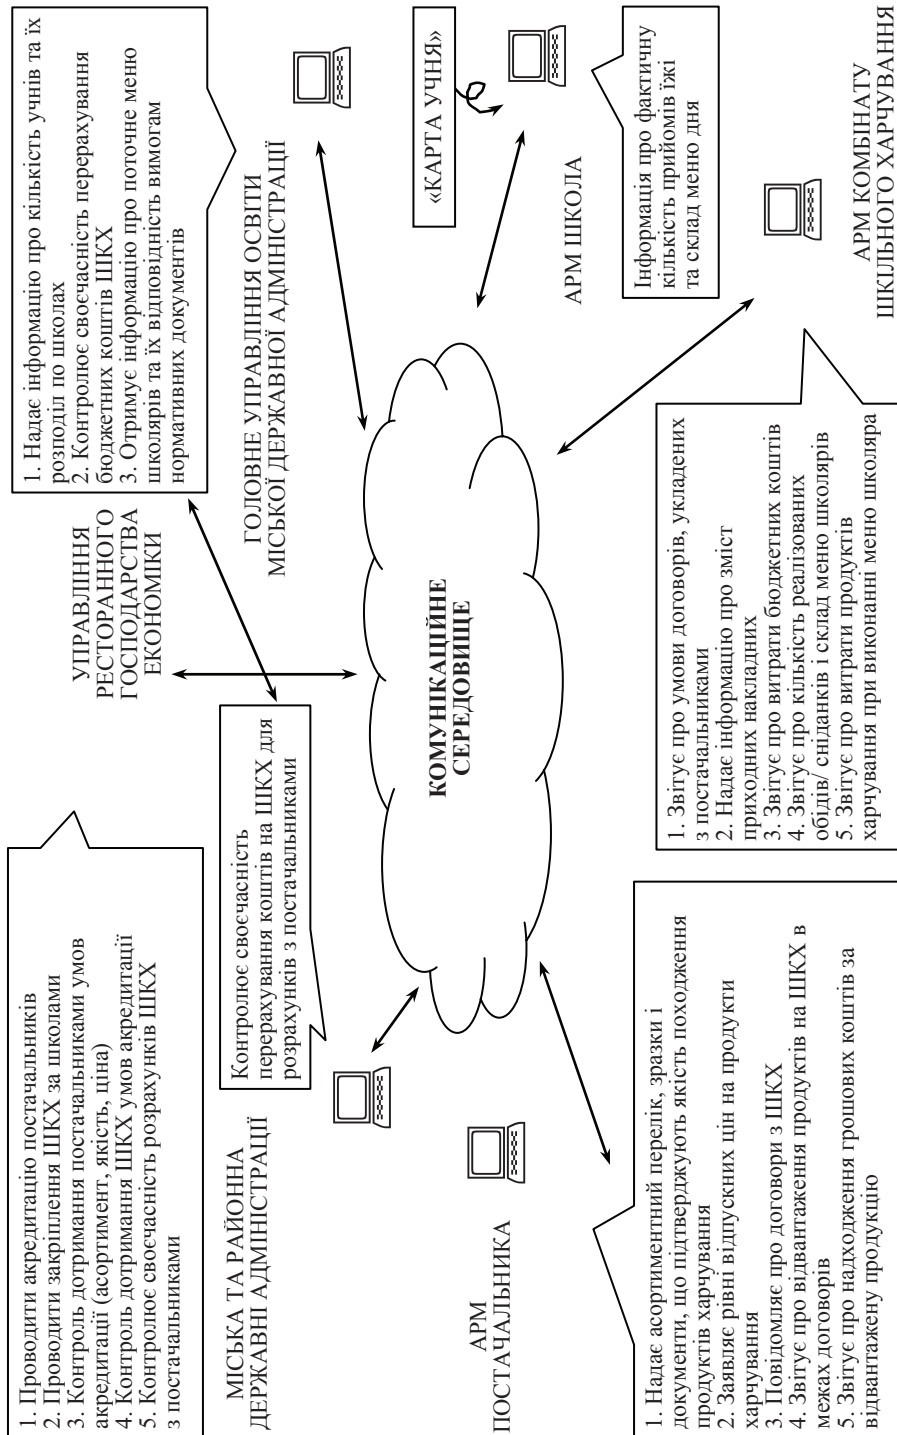 1. Проводити акредитацію постачальників
2. Проводити закріплення ШКХ за школами
3. Контроль дотримання постачальниками умов
акредитації (асортимент, якість, ціна)
4. Контроль дотримання ШКХ умов акредитації
5. Контролює своєчасність розрахунків ШКХ
з постачальниками
УПРАВЛІННЯ
РЕСТОРАННОГО
ГОСПОДАРСТВА
ЕКОНОМІКИ
1. Надає інформацію про кількість учнів та їх
розподіл по школах
2. Контролює своєчасність перерахування
бюджетних коштів ШКХ
3. Отримує інформацію про поточне меню
школярів та їх відповідність вимогам
нормативних документів
МІСЬКА ТА РАЙОННА
ДЕРЖАВНІ АДМІНІСТРАЦІЇ
Контролює своєчасність
перерахування коштів на ШКХ для
розрахунків з постачальниками
ГОЛОВНЕ УПРАВЛІННЯ ОСВІТИ
МІСЬКОЇ ДЕРЖАВНОЇ АДМІНІСТРАЦІЇ
КОМУНІКАЦІЙНЕ
СЕРЕДОВИЩЕ
«КАРТА УЧНЯ»
АРМ
ПОСТАЧАЛЬНИКА
АРМ ШКОЛА
Інформація про фактичну
кількість прийомів їжі
та склад меню дня
1. Надає асортиментний перелік, зразки і
документи, що підтверджують якість походження
продуктів харчування
2. Заявляє рівні відпускних цін на продукти
харчування
3. Повідомляє про договори з ШКХ
4. Звітує про відвантаження продуктів на ШКХ в
межах договорів
5. Звітує про надходження грошових коштів за
відвантажену продукцію
1. Звітує про умови договорів, укладених
з постачальниками
2. Надає інформацію про зміст
приходних накладних
3. Звітує про витрати бюджетних коштів
4. Звітує про кількість реалізованих
обідів/ сніданків і склад меню школярів
5. Звітує про витрати продуктів
харчування при виконанні меню школяра
АРМ КОМБІНАТУ
ШКІЛЬНОГО ХАРЧУВАННЯ